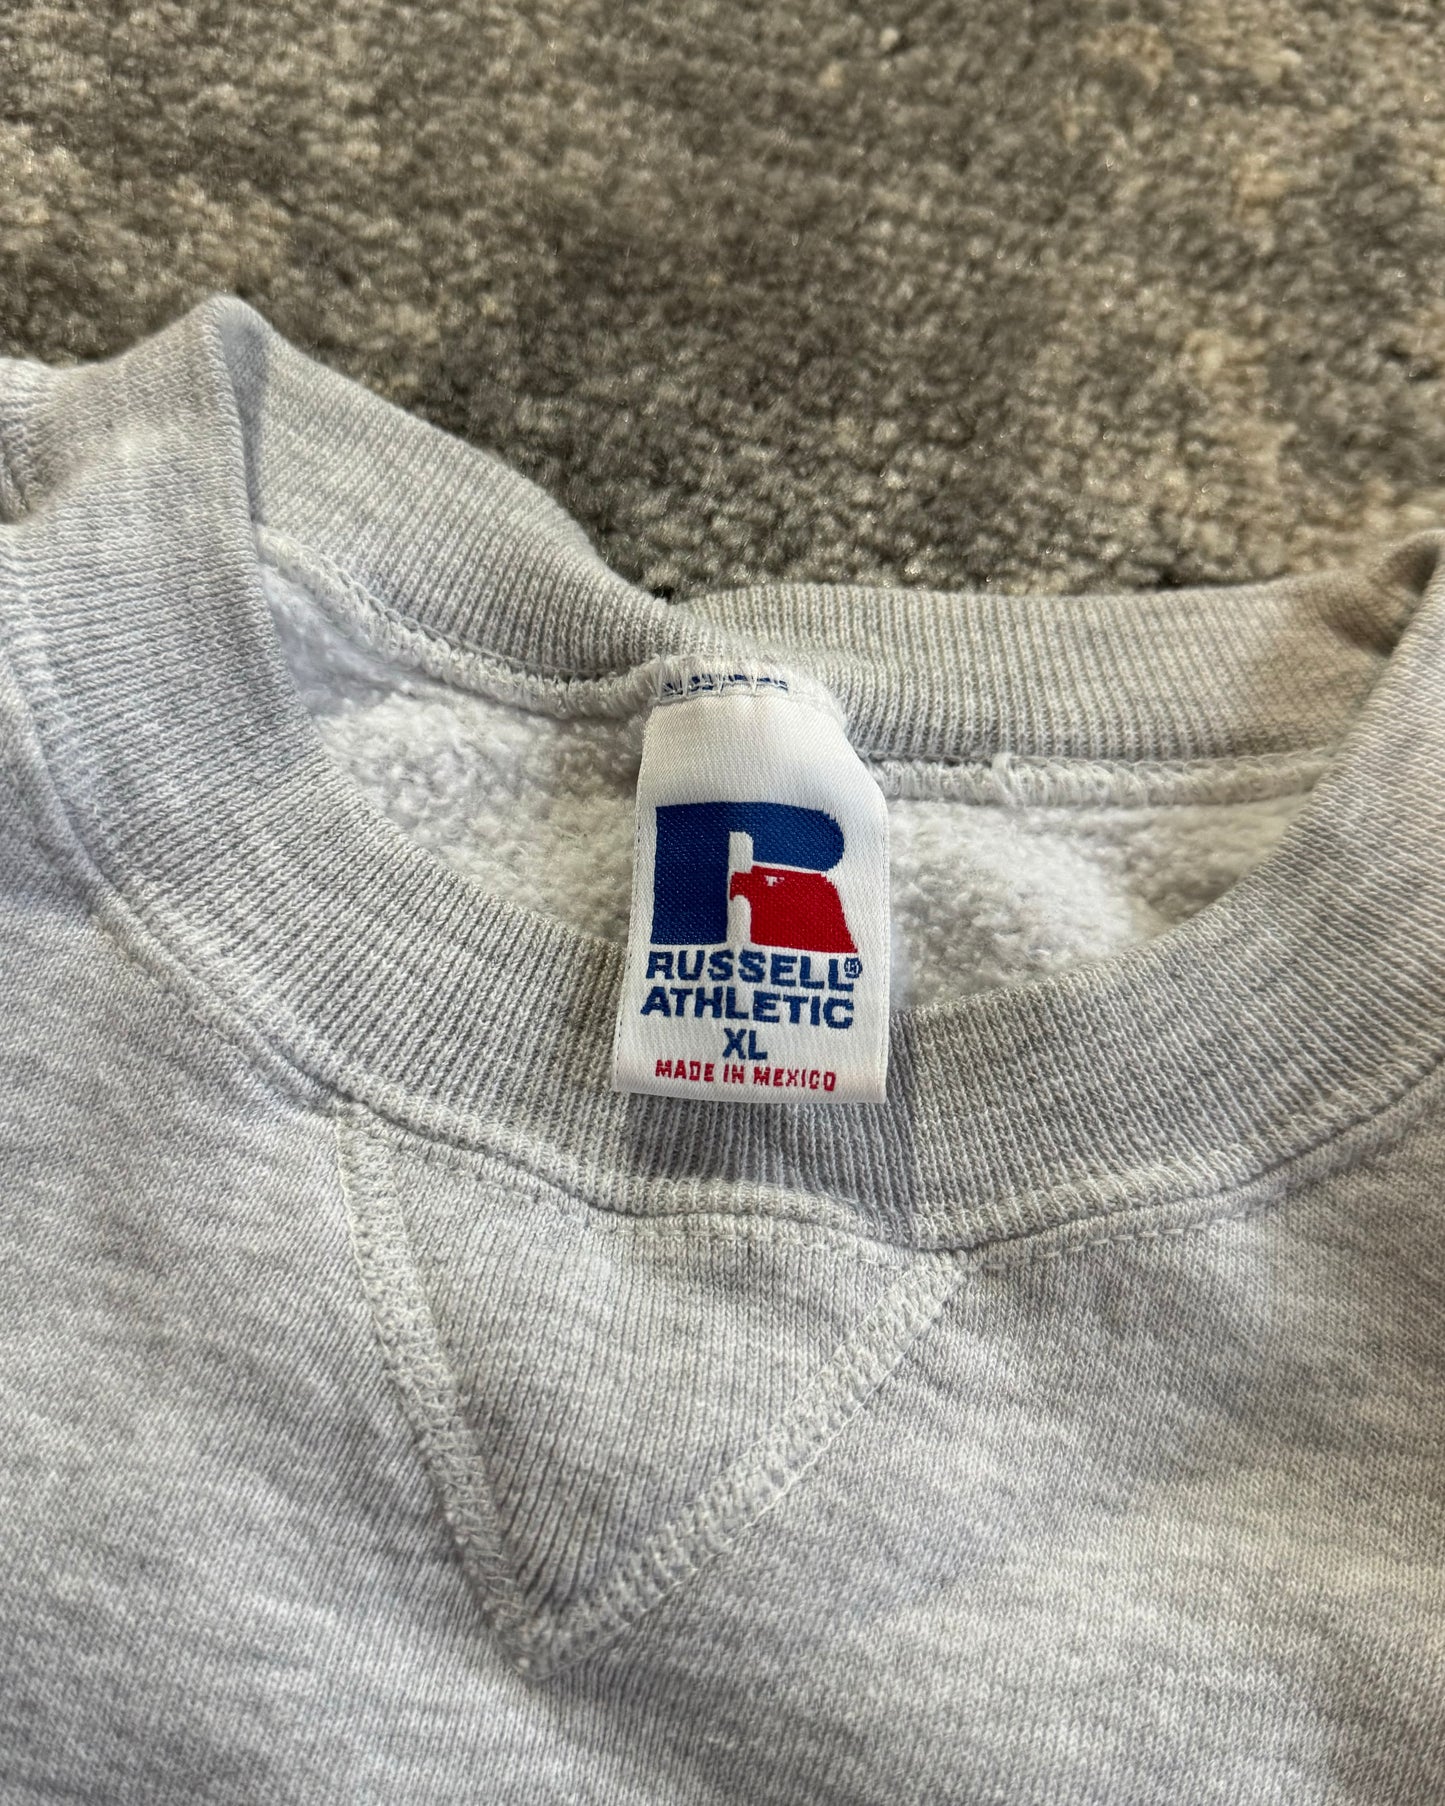 RUSSELL®
ATHLETIC
XL
MADE IN MEXICO